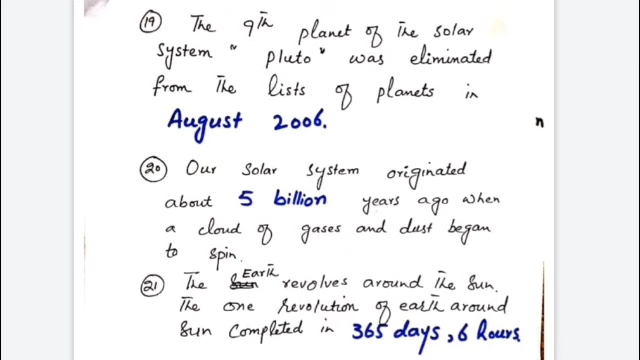 19 The 9th planet of The solar
system "Pluto" was eliminated
from The lists of planets in
August 2006.
n
20 Our solar system originated
about 5 billion years ago when
a cloud of gases and dust began
to spin.
21 The Earth revolves around The Sun.
The one revolution of earth around
Sun completed in 365 days, 6 hours